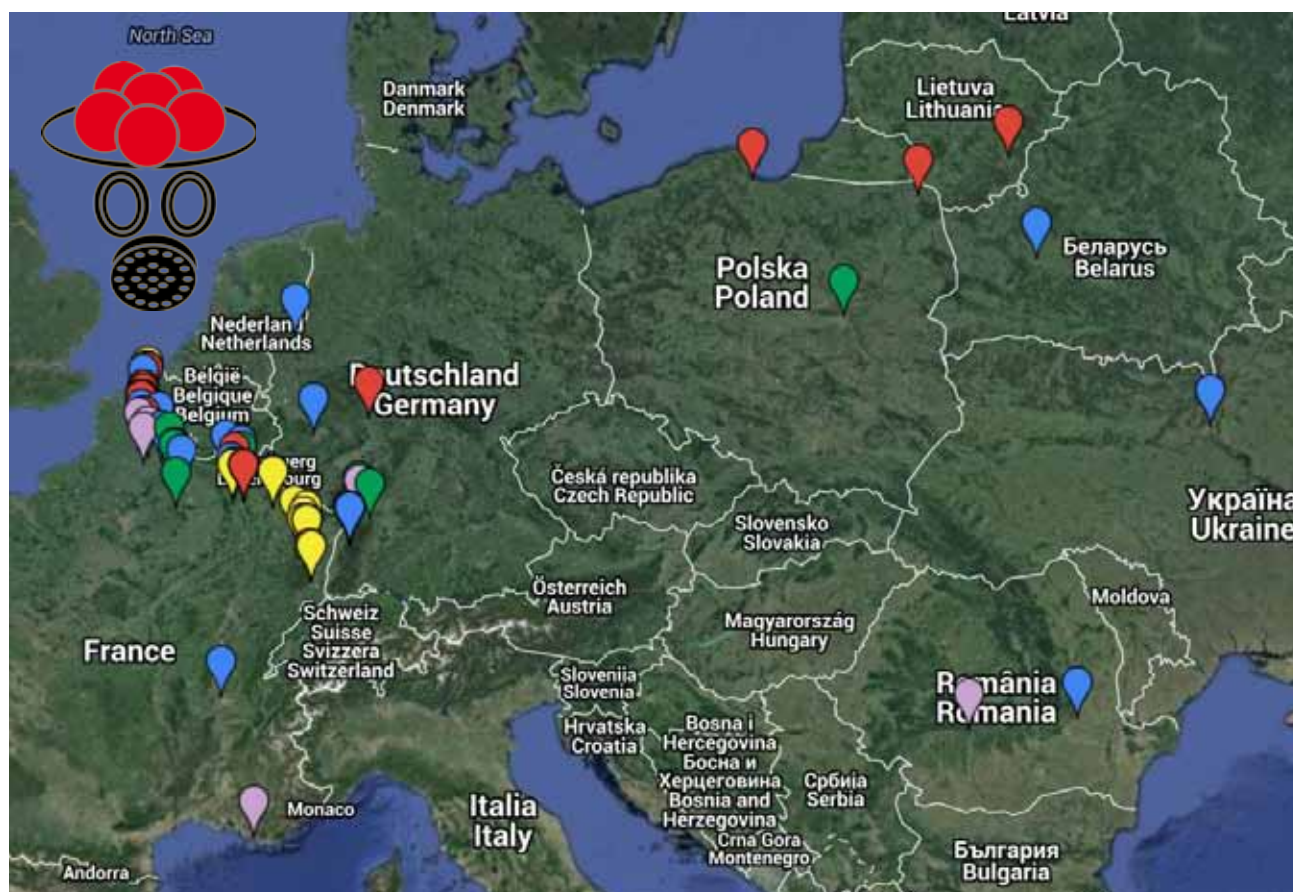 North Sea
Latvia
Danmark
Denmark
Lietuva
Lithuania
Беларусь
Belarus
Polska
Poland
Nederland
Netherlands
België
Belgique
Belgium
Deutschland
Germany
Česká republika
Czech Republic
Україна
Ukraine
Slovensko
Slovakia
Österreich
Austria
Moldova
Schweiz
Suisse
Svizzera
Switzerland
Magyarország
Hungary
France
Slovenija
Slovenia
România
Romania
Hrvatska
Croatia
Bosna i
Hercegovina
Босна и
Херцеговина
Bosnia and
Herzegovina
Србија
Serbia
Monaco
Italia
Italy
Crna Gora
Montenegro
България
Bulgaria
Andorra